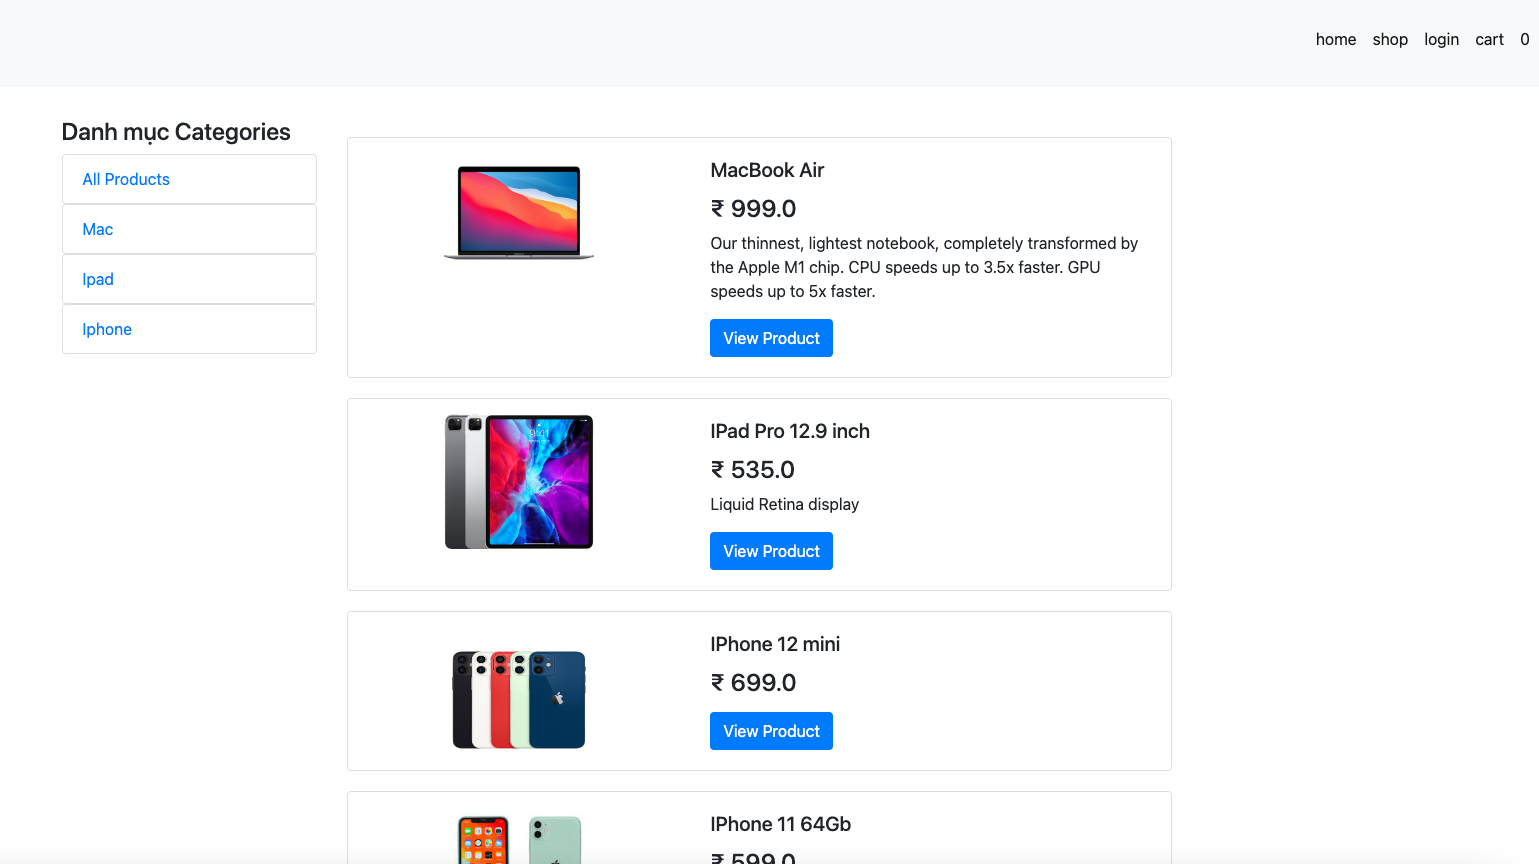 home shop login cart 0
Danh mục Categories
All Products
Mac
Ipad
Iphone
MacBook Air
₹ 999.0
Our thinnest, lightest notebook, completely transformed by
the Apple M1 chip. CPU speeds up to 3.5x faster. GPU
speeds up to 5x faster.
View Product
9:41
IPad Pro 12.9 inch
₹ 535.0
Liquid Retina display
View Product
IPhone 12 mini
₹ 699.0
View Product
IPhone 11 64Gb
₹ 599.0